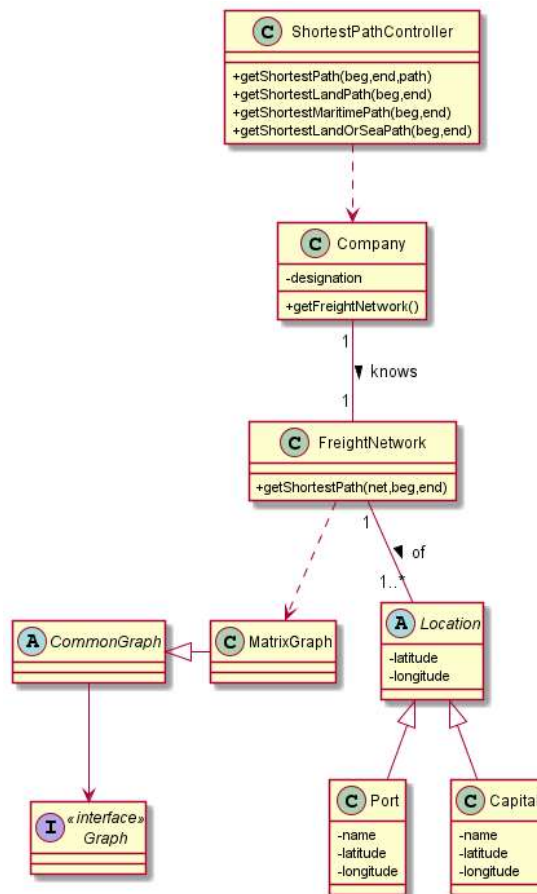 C ShortestPathController
+getShortestPath(beg,end,path)
+getShortestLandPath(beg,end)
+getShortestMaritimePath(beg,end)
+getShortestLandOrSeaPath(beg,end)
C Company
-designation
+getFreightNetwork()
1
knows
1
C FreightNetwork
+getShortestPath(net,beg,end)
1
of
1..*
A CommonGraph
C MatrixGraph
A Location
-latitude
-longitude
I «interface»
Graph
C Port
-name
-latitude
-longitude
C Capital
-name
-latitude
-longitude